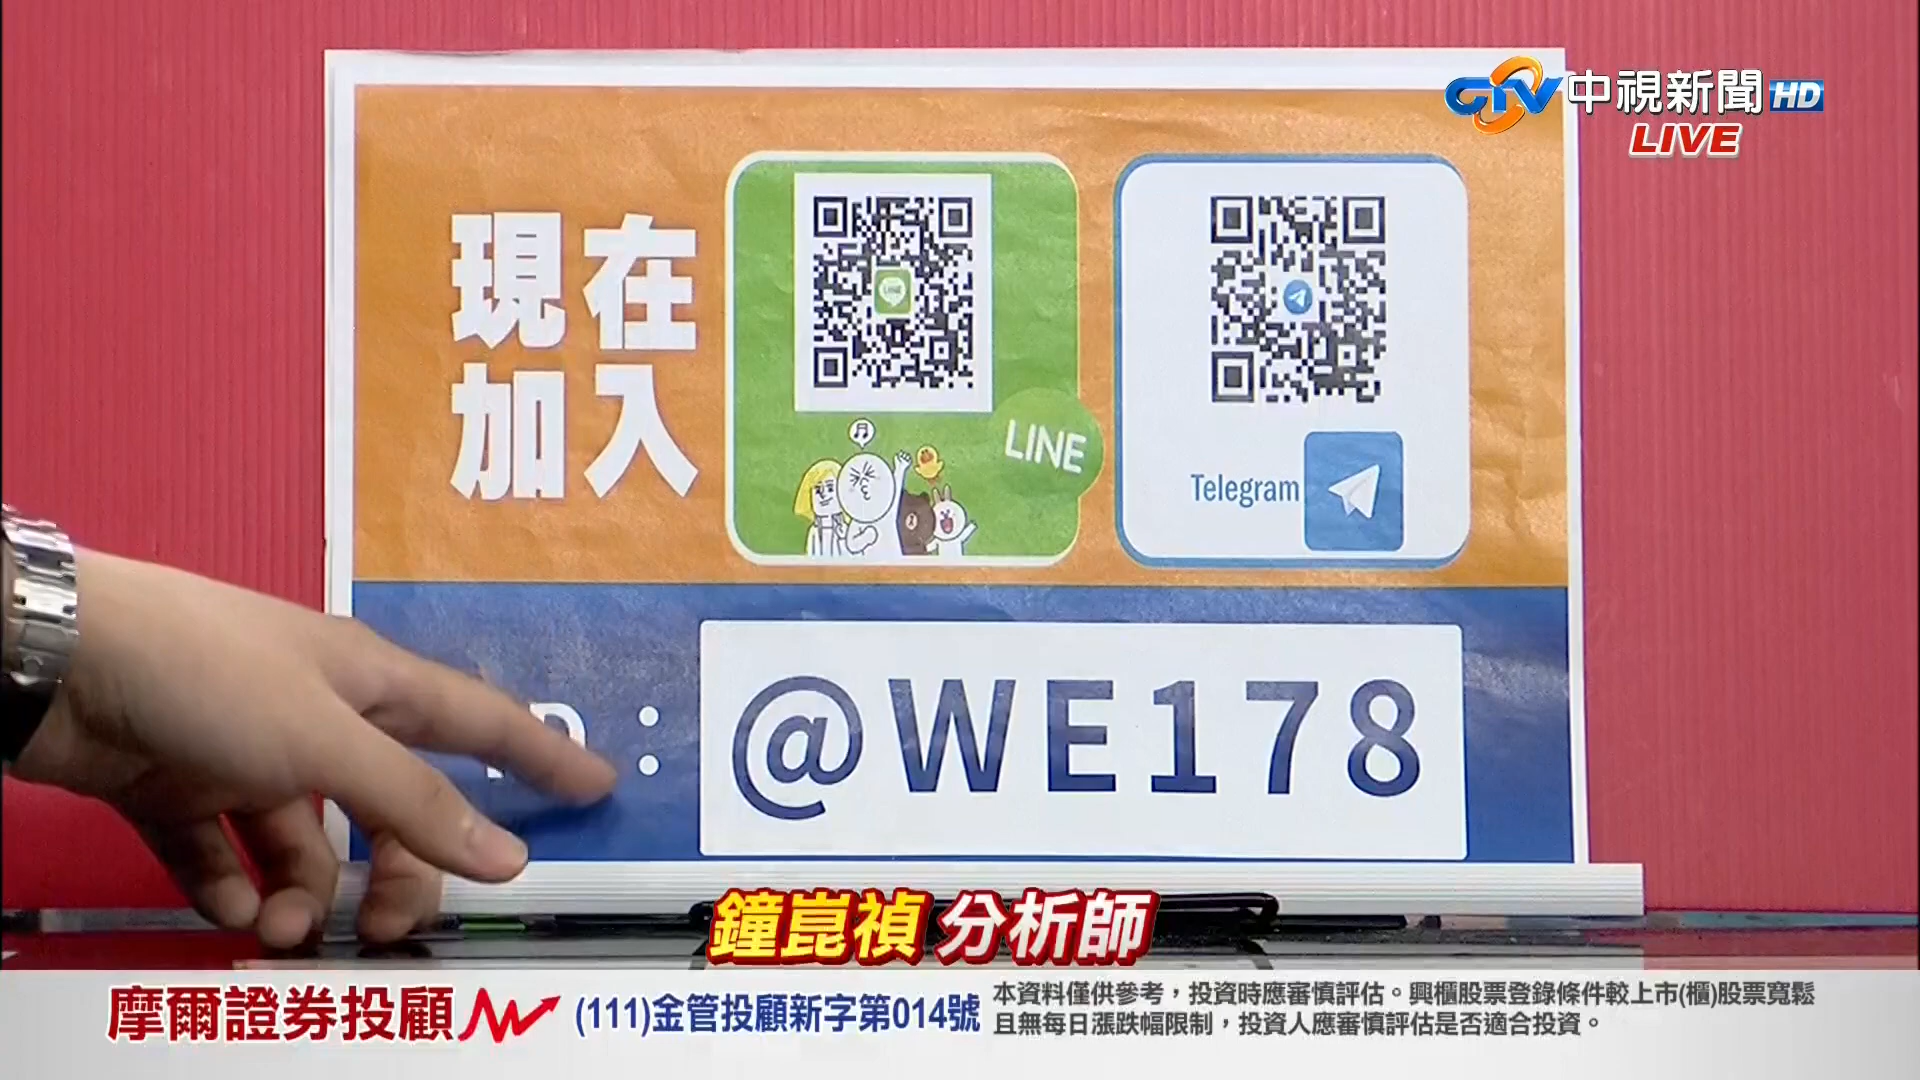 CTV 中視新聞 HD
LIVE
現在
加入
LINE
LINE
Telegram
D：
@WE178
鐘崑禎 分析師
摩爾證券投顧
(111)金管投顧新字第014號
本資料僅供參考，投資時應審慎評估。興櫃股票登錄條件較上市(櫃)股票寬鬆
且無每日漲跌幅限制，投資人應審慎評估是否適合投資。